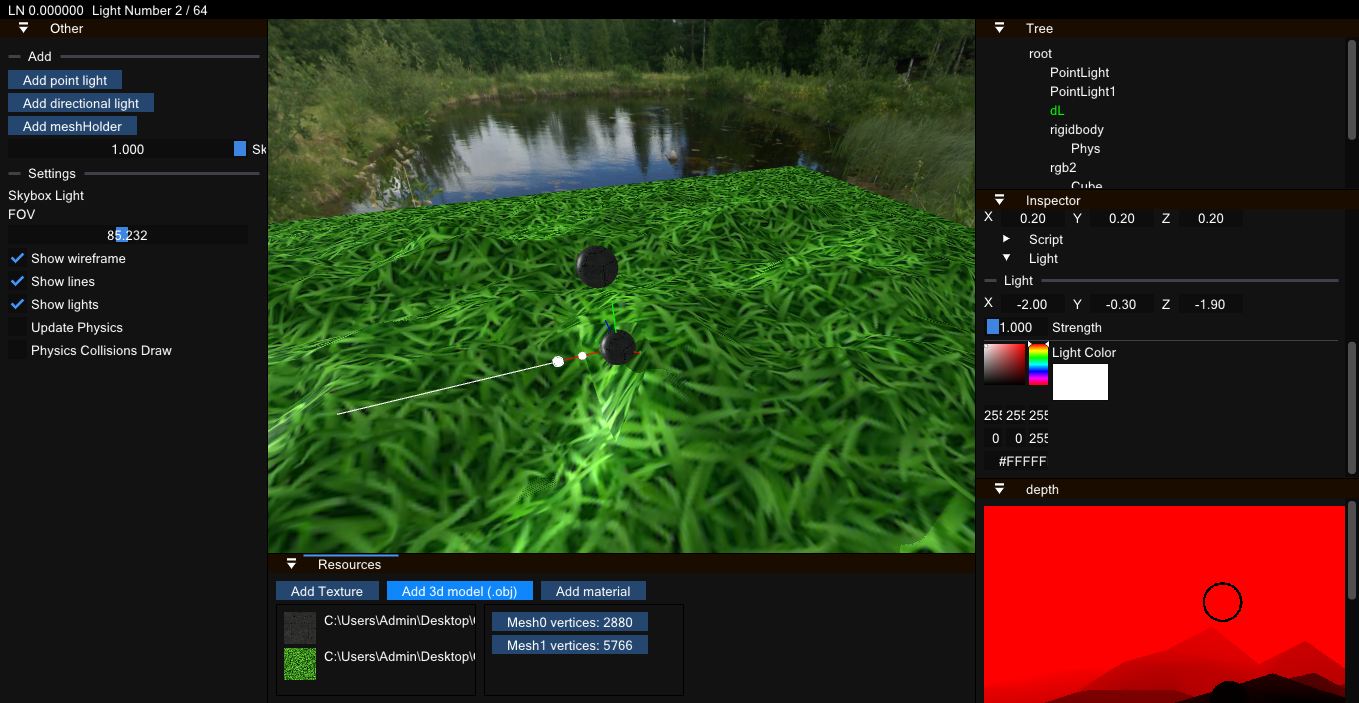 LN 0.000000 Light Number 2 / 64
Other
Add
Add point light
Add directional light
Add meshHolder
1.000 Sk
Settings
Skybox Light
FOV
85.232
Show wireframe
Show lines
Show lights
Update Physics
Physics Collisions Draw
Resources
Add Texture
Add 3d model (.obj)
Add material
C:\Users\Admin\Desktop\
C:\Users\Admin\Desktop\
Mesh0 vertices: 2880
Mesh1 vertices: 5766
Tree
root
PointLight
PointLight1
dL
rigidbody
Phys
rgb2
Cube
Inspector
X 0.20 Y 0.20 Z 0.20
Script
Light
Light
X -2.00 Y -0.30 Z -1.90
1.000 Strength
Light Color
255 255 255
0 0 255
#FFFFF
depth